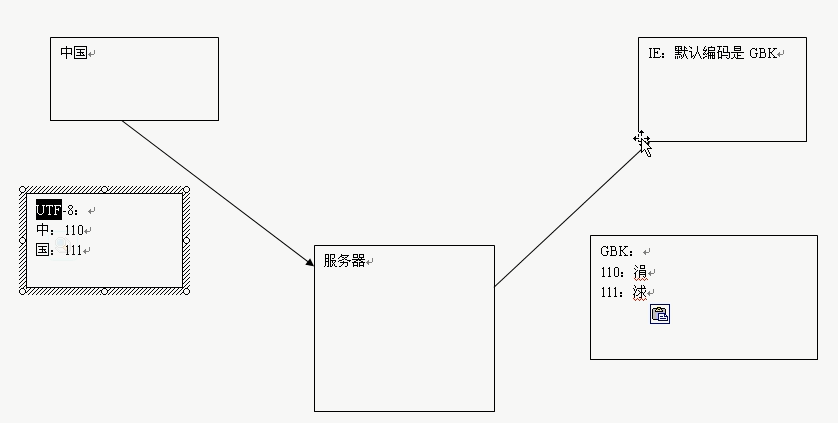 中国
IE：默认编码是 GBK
UTF-8：
中：110
国：111
服务器
GBK：
110：涓
111：浗